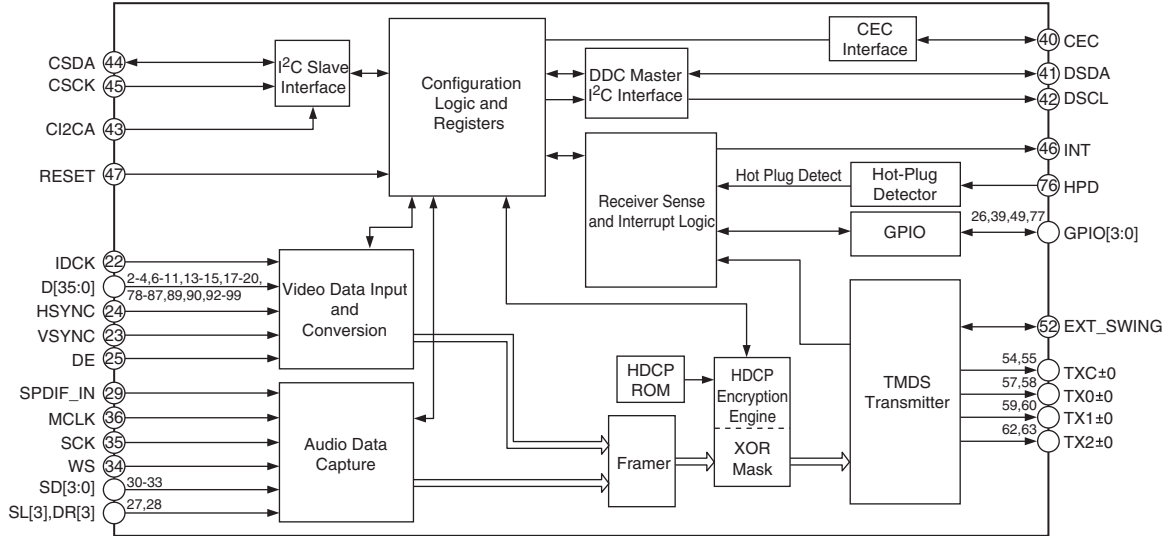 CSDA 44
CSCK 45
CI2CA 43
RESET 47
I²C Slave
Interface
Configuration
Logic and
Registers
CEC
Interface
40 CEC
DDC Master
I²C Interface
41 DSDA
42 DSCL
46 INT
Receiver Sense
and Interrupt Logic
Hot Plug Detect
Hot-Plug
Detector
76 HPD
GPIO
26,39,49,77
GPIO[3:0]
IDCK 22
D[35:0] 2-4,6-11,13-15,17-20,
78-87,89,90,92-99
HSYNC 24
VSYNC 23
DE 25
Video Data Input
and
Conversion
SPDIF_IN 29
MCLK 36
SCK 35
WS 34
SD[3:0] 30-33
SL[3],DR[3] 27,28
Audio Data
Capture
Framer
HDCP
ROM
HDCP
Encryption
Engine
XOR
Mask
TMDS
Transmitter
52 EXT_SWING
54,55 TXC±0
57,58 TX0±0
59,60 TX1±0
62,63 TX2±0